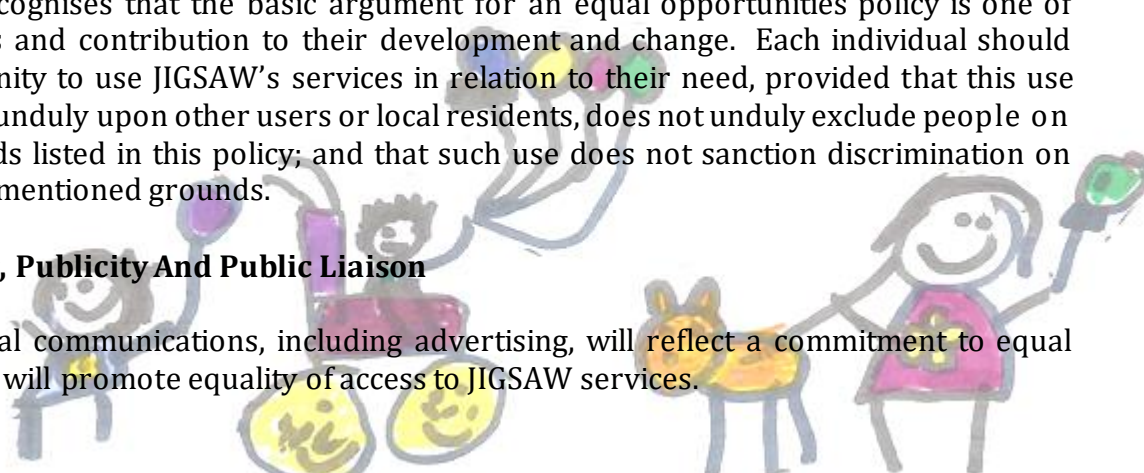 cognises that the basic argument for an equal opportunities policy is one of
s and contribution to their development and change. Each individual should
nity to use JIGSAW's services in relation to their need, provided that this use
unduly upon other users or local residents, does not unduly exclude people on
ds listed in this policy; and that such use does not sanction discrimination on
mentioned grounds.
, Publicity And Public Liaison
al communications, including advertising, will reflect a commitment to equal
will promote equality of access to JIGSAW services.